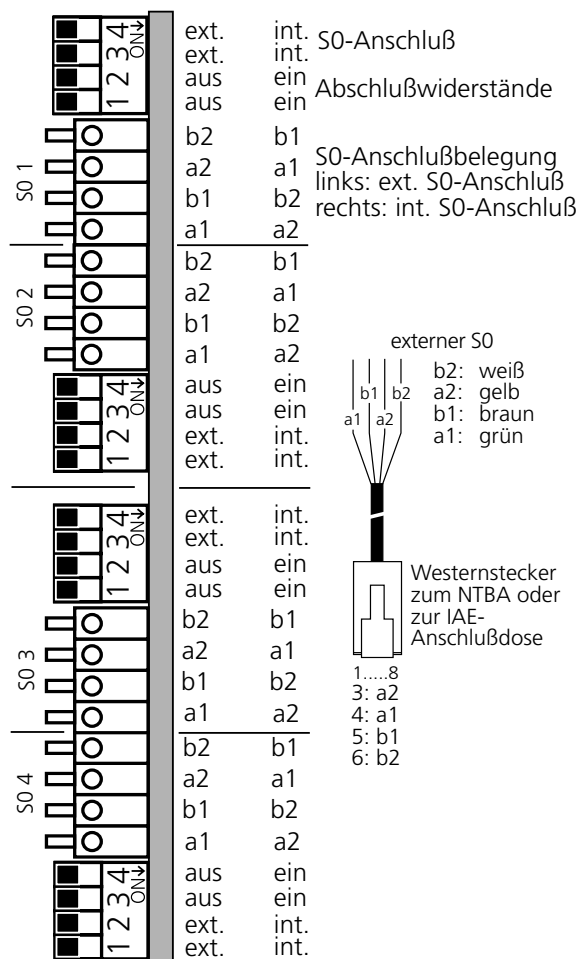 4 ON ext. int. S0-Anschluß
3 ext. int.
2 aus ein Abschlußwiderstände
1 aus ein
S0 1
b2 b1
a2 a1 S0-Anschlußbelegung
links: ext. S0-Anschluß
b1 b2
rechts: int. S0-Anschluß
a1 a2
S0 2
b2 b1
a2 a1
b1 b2
a1 a2
4 ON aus ein
3 aus ein
2 ext. int.
1 ext. int.
externer S0
b2: weiß
a2: gelb
b1: braun
a1: grün
b1 b2
a1 a2
4 ON ext. int.
3 ext. int.
2 aus ein
1 aus ein
Westernstecker
zum NTBA oder
zur IAE-
Anschlußdose
1.....8
3: a2
4: a1
5: b1
6: b2
S0 3
b2 b1
a2 a1
b1 b2
a1 a2
S0 4
b2 b1
a2 a1
b1 b2
a1 a2
4 ON aus ein
3 aus ein
2 ext. int.
1 ext. int.